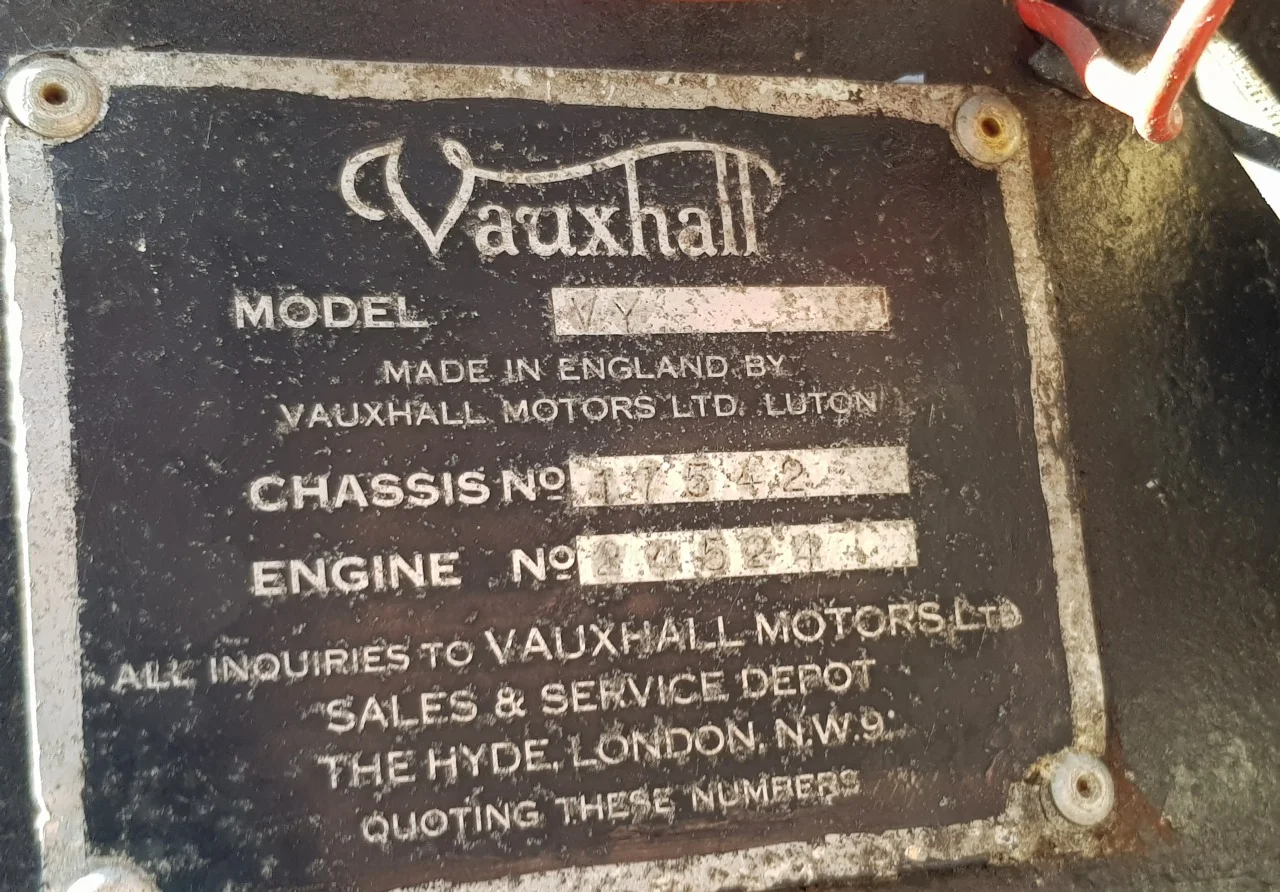 Vauxhall
MODEL VY
MADE IN ENGLAND BY
VAUXHALL MOTORS LTD. LUTON
CHASSIS No 17542
ENGINE No
ALL INQUIRIES TO VAUXHALL MOTORS LTD
SALES & SERVICE DEPOT
THE HYDE, LONDON, N.W.9.
QUOTING THESE NUMBERS